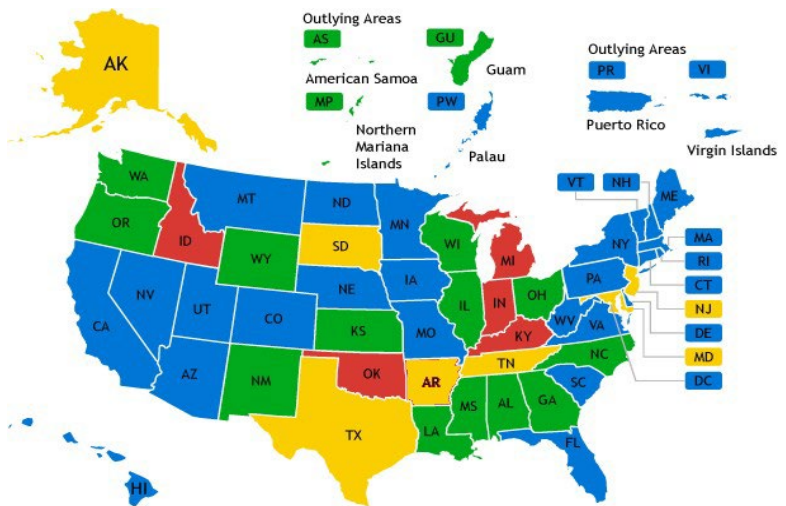 Outlying Areas
AS
GU
American Samoa
Guam
MP
PW
Northern
Mariana
Islands
Palau
Outlying Areas
PR
VI
Puerto Rico
Virgin Islands
AK
WA
OR
ID
MT
ND
MN
WY
SD
WI
MI
CA
NV
UT
CO
NE
IA
IL
IN
OH
KS
MO
KY
WV
VA
PA
NY
ME
VT
NH
MA
RI
CT
NJ
DE
MD
DC
AZ
NM
OK
AR
TN
NC
SC
TX
LA
MS
AL
GA
FL
HI